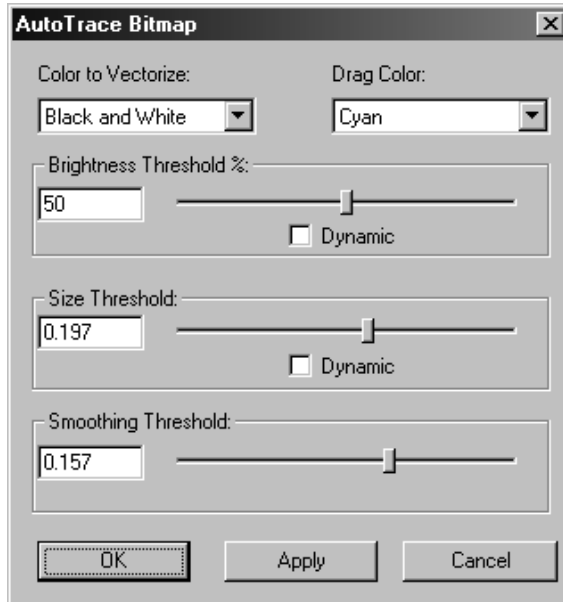 AutoTrace Bitmap
Color to Vectorize: Drag Color:
Black and White Cyan
Brightness Threshold %:
50
Dynamic
Size Threshold:
0.197
Dynamic
Smoothing Threshold:
0.157
OK Apply Cancel